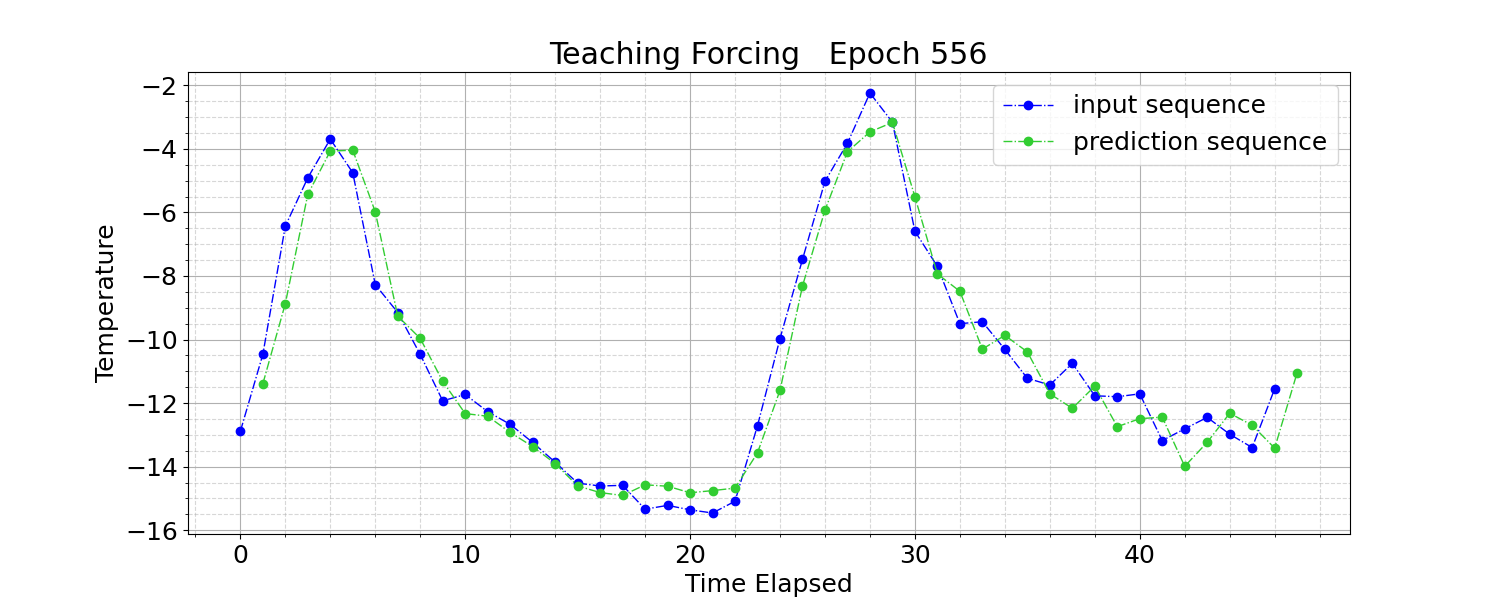 Teaching Forcing   Epoch 556
−2
−4
−6
−8
−10
−12
−14
−16
Temperature
input sequence
prediction sequence
0 10 20 30 40
Time Elapsed